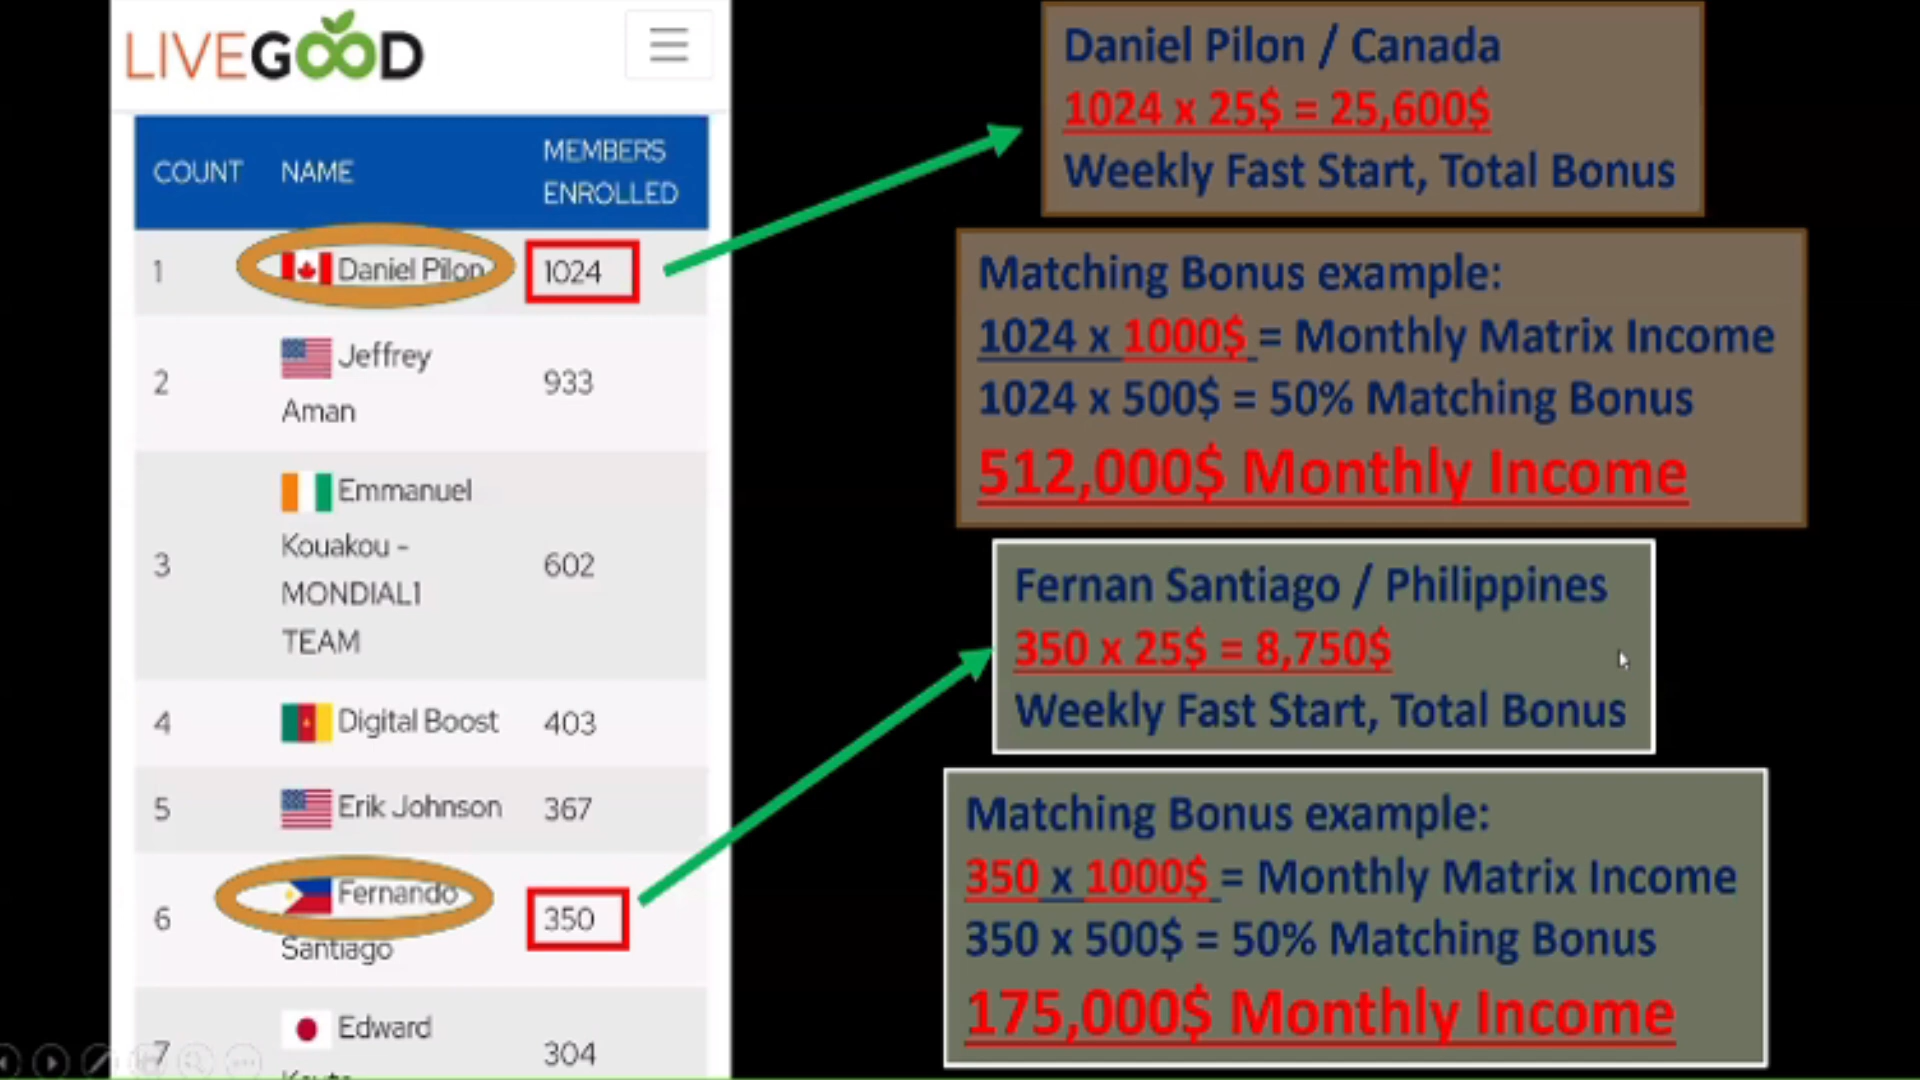 LIVEGOOD
COUNT NAME MEMBERS ENROLLED
1 Daniel Pilon 1024
2 Jeffrey Aman 933
3 Emmanuel Kouakou - MONDIAL1 TEAM 602
4 Digital Boost 403
5 Erik Johnson 367
6 Fernando Santiago 350
7 Edward 304
Daniel Pilon / Canada
1024 x 25$ = 25,600$
Weekly Fast Start, Total Bonus
Matching Bonus example:
1024 x 1000$ = Monthly Matrix Income
1024 x 500$ = 50% Matching Bonus
512,000$ Monthly Income
Fernan Santiago / Philippines
350 x 25$ = 8,750$
Weekly Fast Start, Total Bonus
Matching Bonus example:
350 x 1000$ = Monthly Matrix Income
350 x 500$ = 50% Matching Bonus
175,000$ Monthly Income